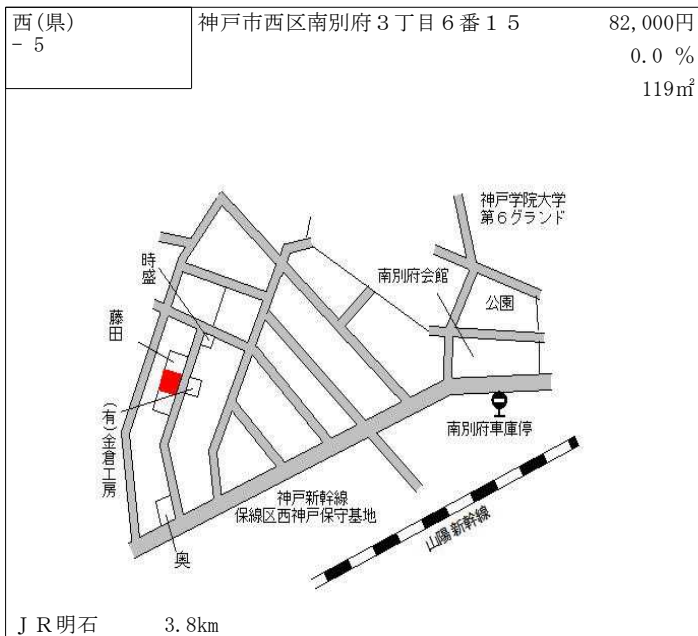 西(県)
－5
神戸市西区南別府３丁目６番１５
82,000円
0.0 %
119㎡
神戸学院大学
第６グランド
時盛
南別府会館
公園
藤田
南別府車庫停
(有)金倉工房
神戸新幹線
保線区西神戸保守基地
山陽新幹線
奥
ＪＲ明石　3.8km